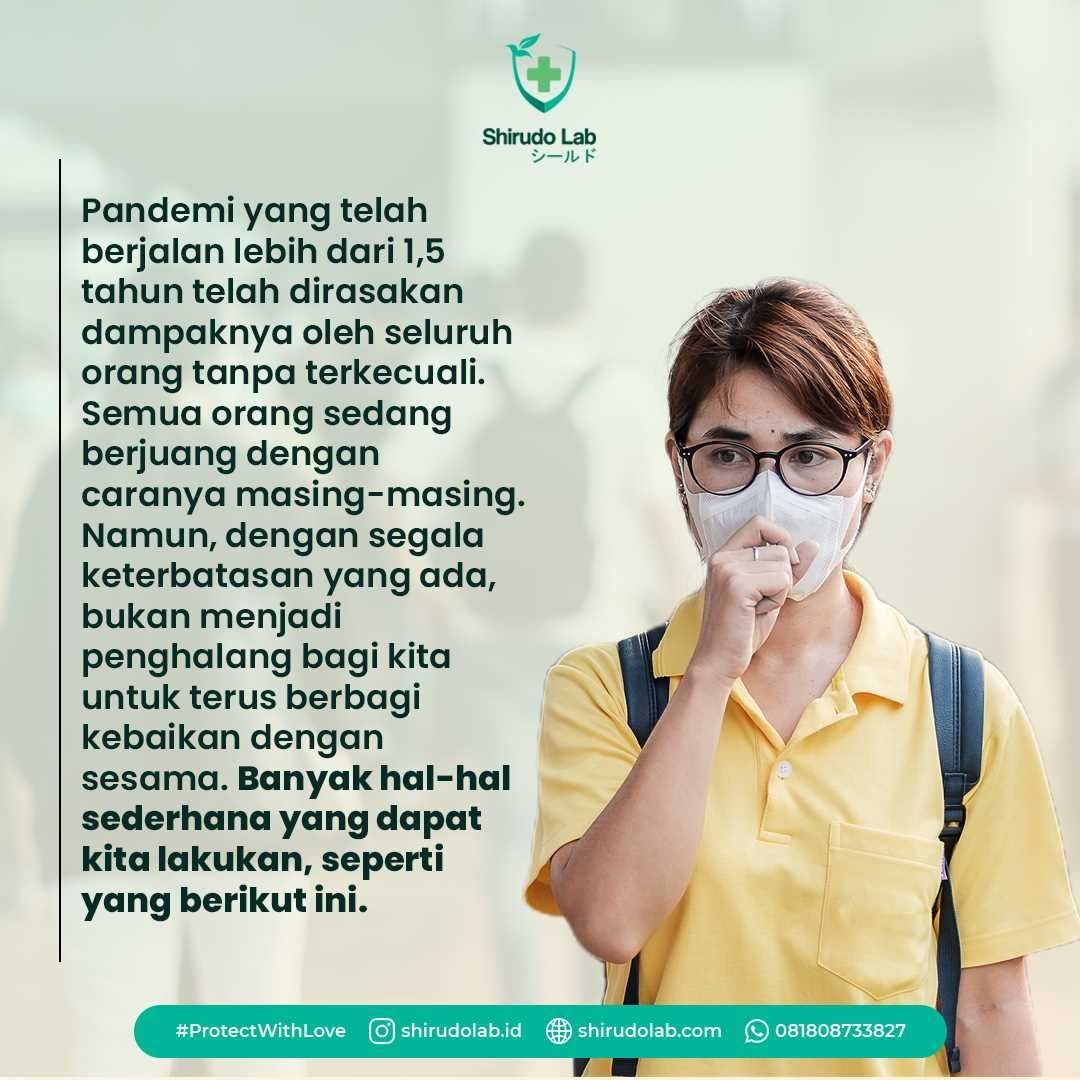 Shirudo Lab
シールド
Pandemi yang telah
berjalan lebih dari 1,5
tahun telah dirasakan
dampaknya oleh seluruh
orang tanpa terkecuali.
Semua orang sedang
berjuang dengan
caranya masing-masing.
Namun, dengan segala
keterbatasan yang ada,
bukan menjadi
penghalang bagi kita
untuk terus berbagi
kebaikan dengan
sesama. Banyak hal-hal
sederhana yang dapat
kita lakukan, seperti
yang berikut ini.
#ProtectWithLove shirudolab.id shirudolab.com 081808733827